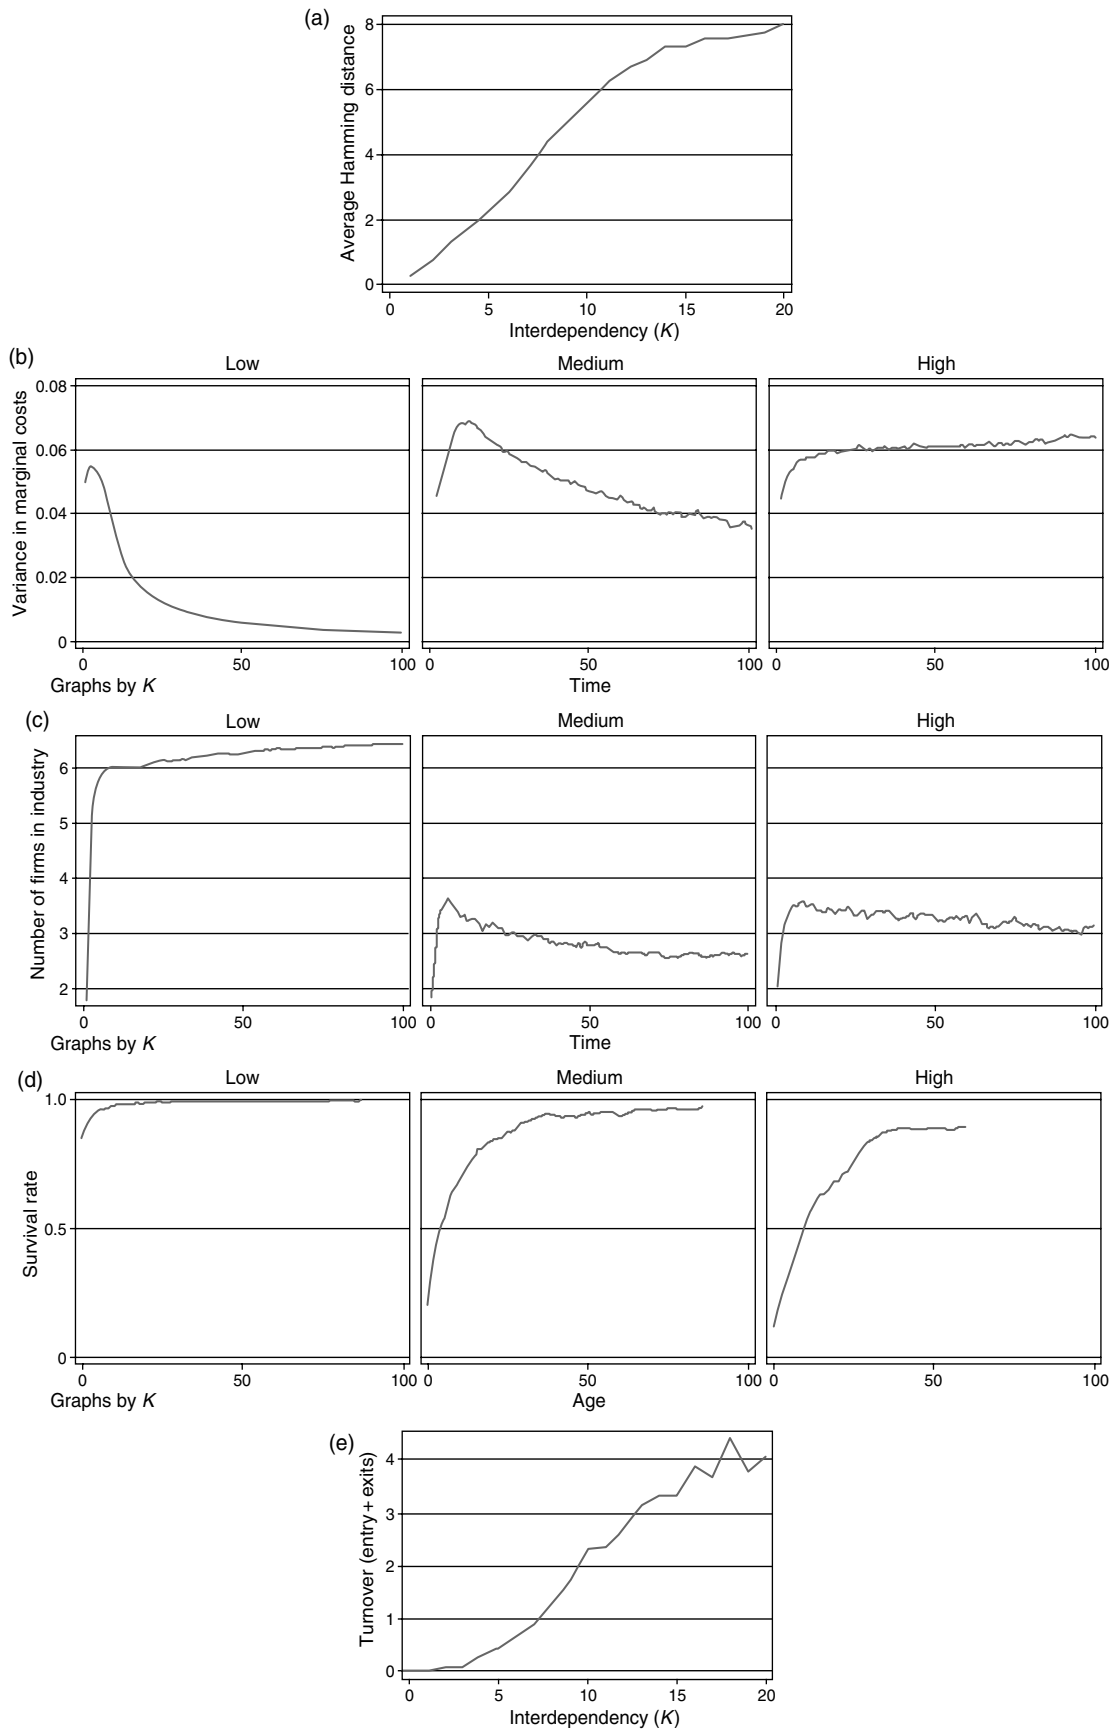 (a)
Average Hamming distance
8
6
4
2
0
0 5 10 15 20
Interdependency (K)
(b)
Low Medium High
Variance in marginal costs
0.08
0.06
0.04
0.02
0
0 50 100 0 50 100 0 50 100
Graphs by K Time
(c)
Low Medium High
Number of firms in industry
6
5
4
3
2
0 50 100 0 50 100 0 50 100
Graphs by K Time
(d)
Low Medium High
Survival rate
1.0
0.5
0
0 50 100 0 50 100 0 50 100
Graphs by K Age
(e)
Turnover (entry + exits)
4
3
2
1
0
0 5 10 15 20
Interdependency (K)